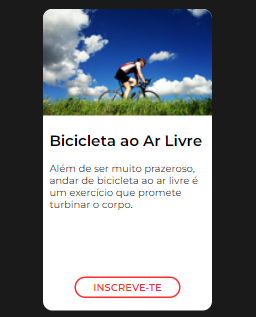 Bicicleta ao Ar Livre
Além de ser muito prazeroso,
andar de bicicleta ao ar livre é
um exercício que promete
turbinar o corpo.
INSCREVE-TE